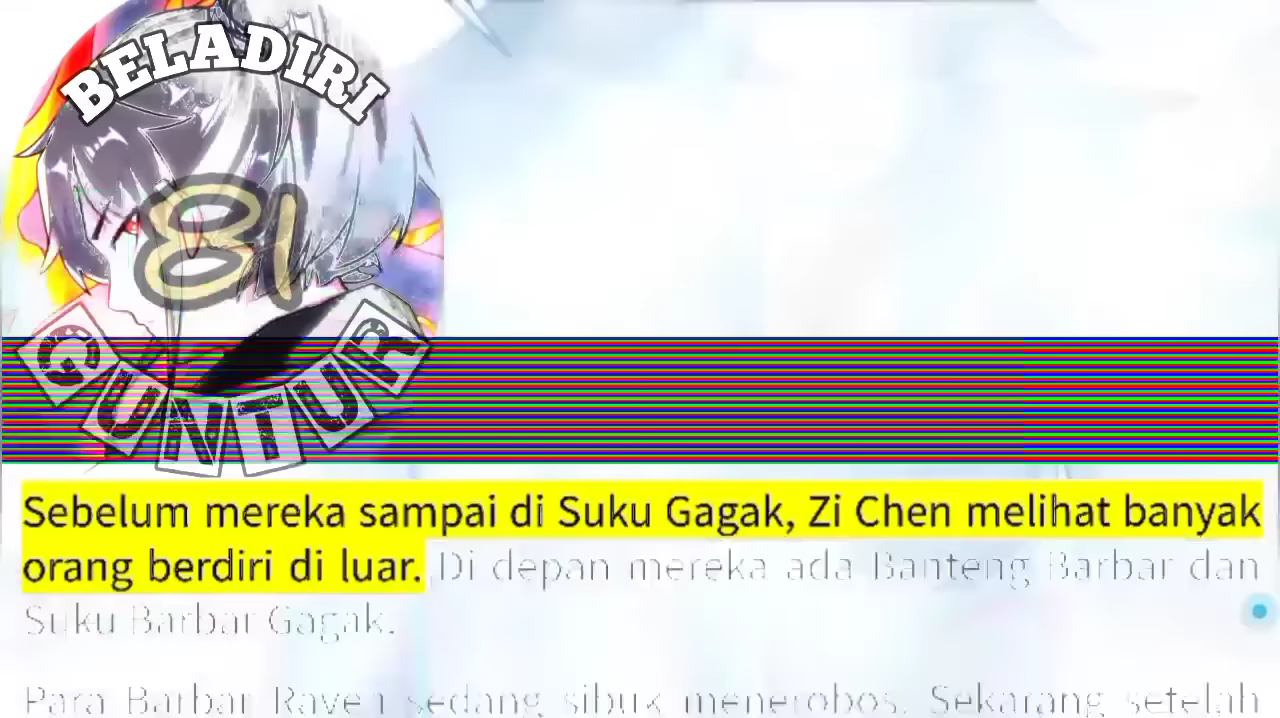 BELADIRI
81
GUNTUR
Sebelum mereka sampai di Suku Gagak, Zi Chen melihat banyak
orang berdiri di luar. Di depan mereka ada Banteng Barbar dan
Suku Barbar Gagak.
Para Barbar Raven sedang sibuk menerobos. Sekarang setelah